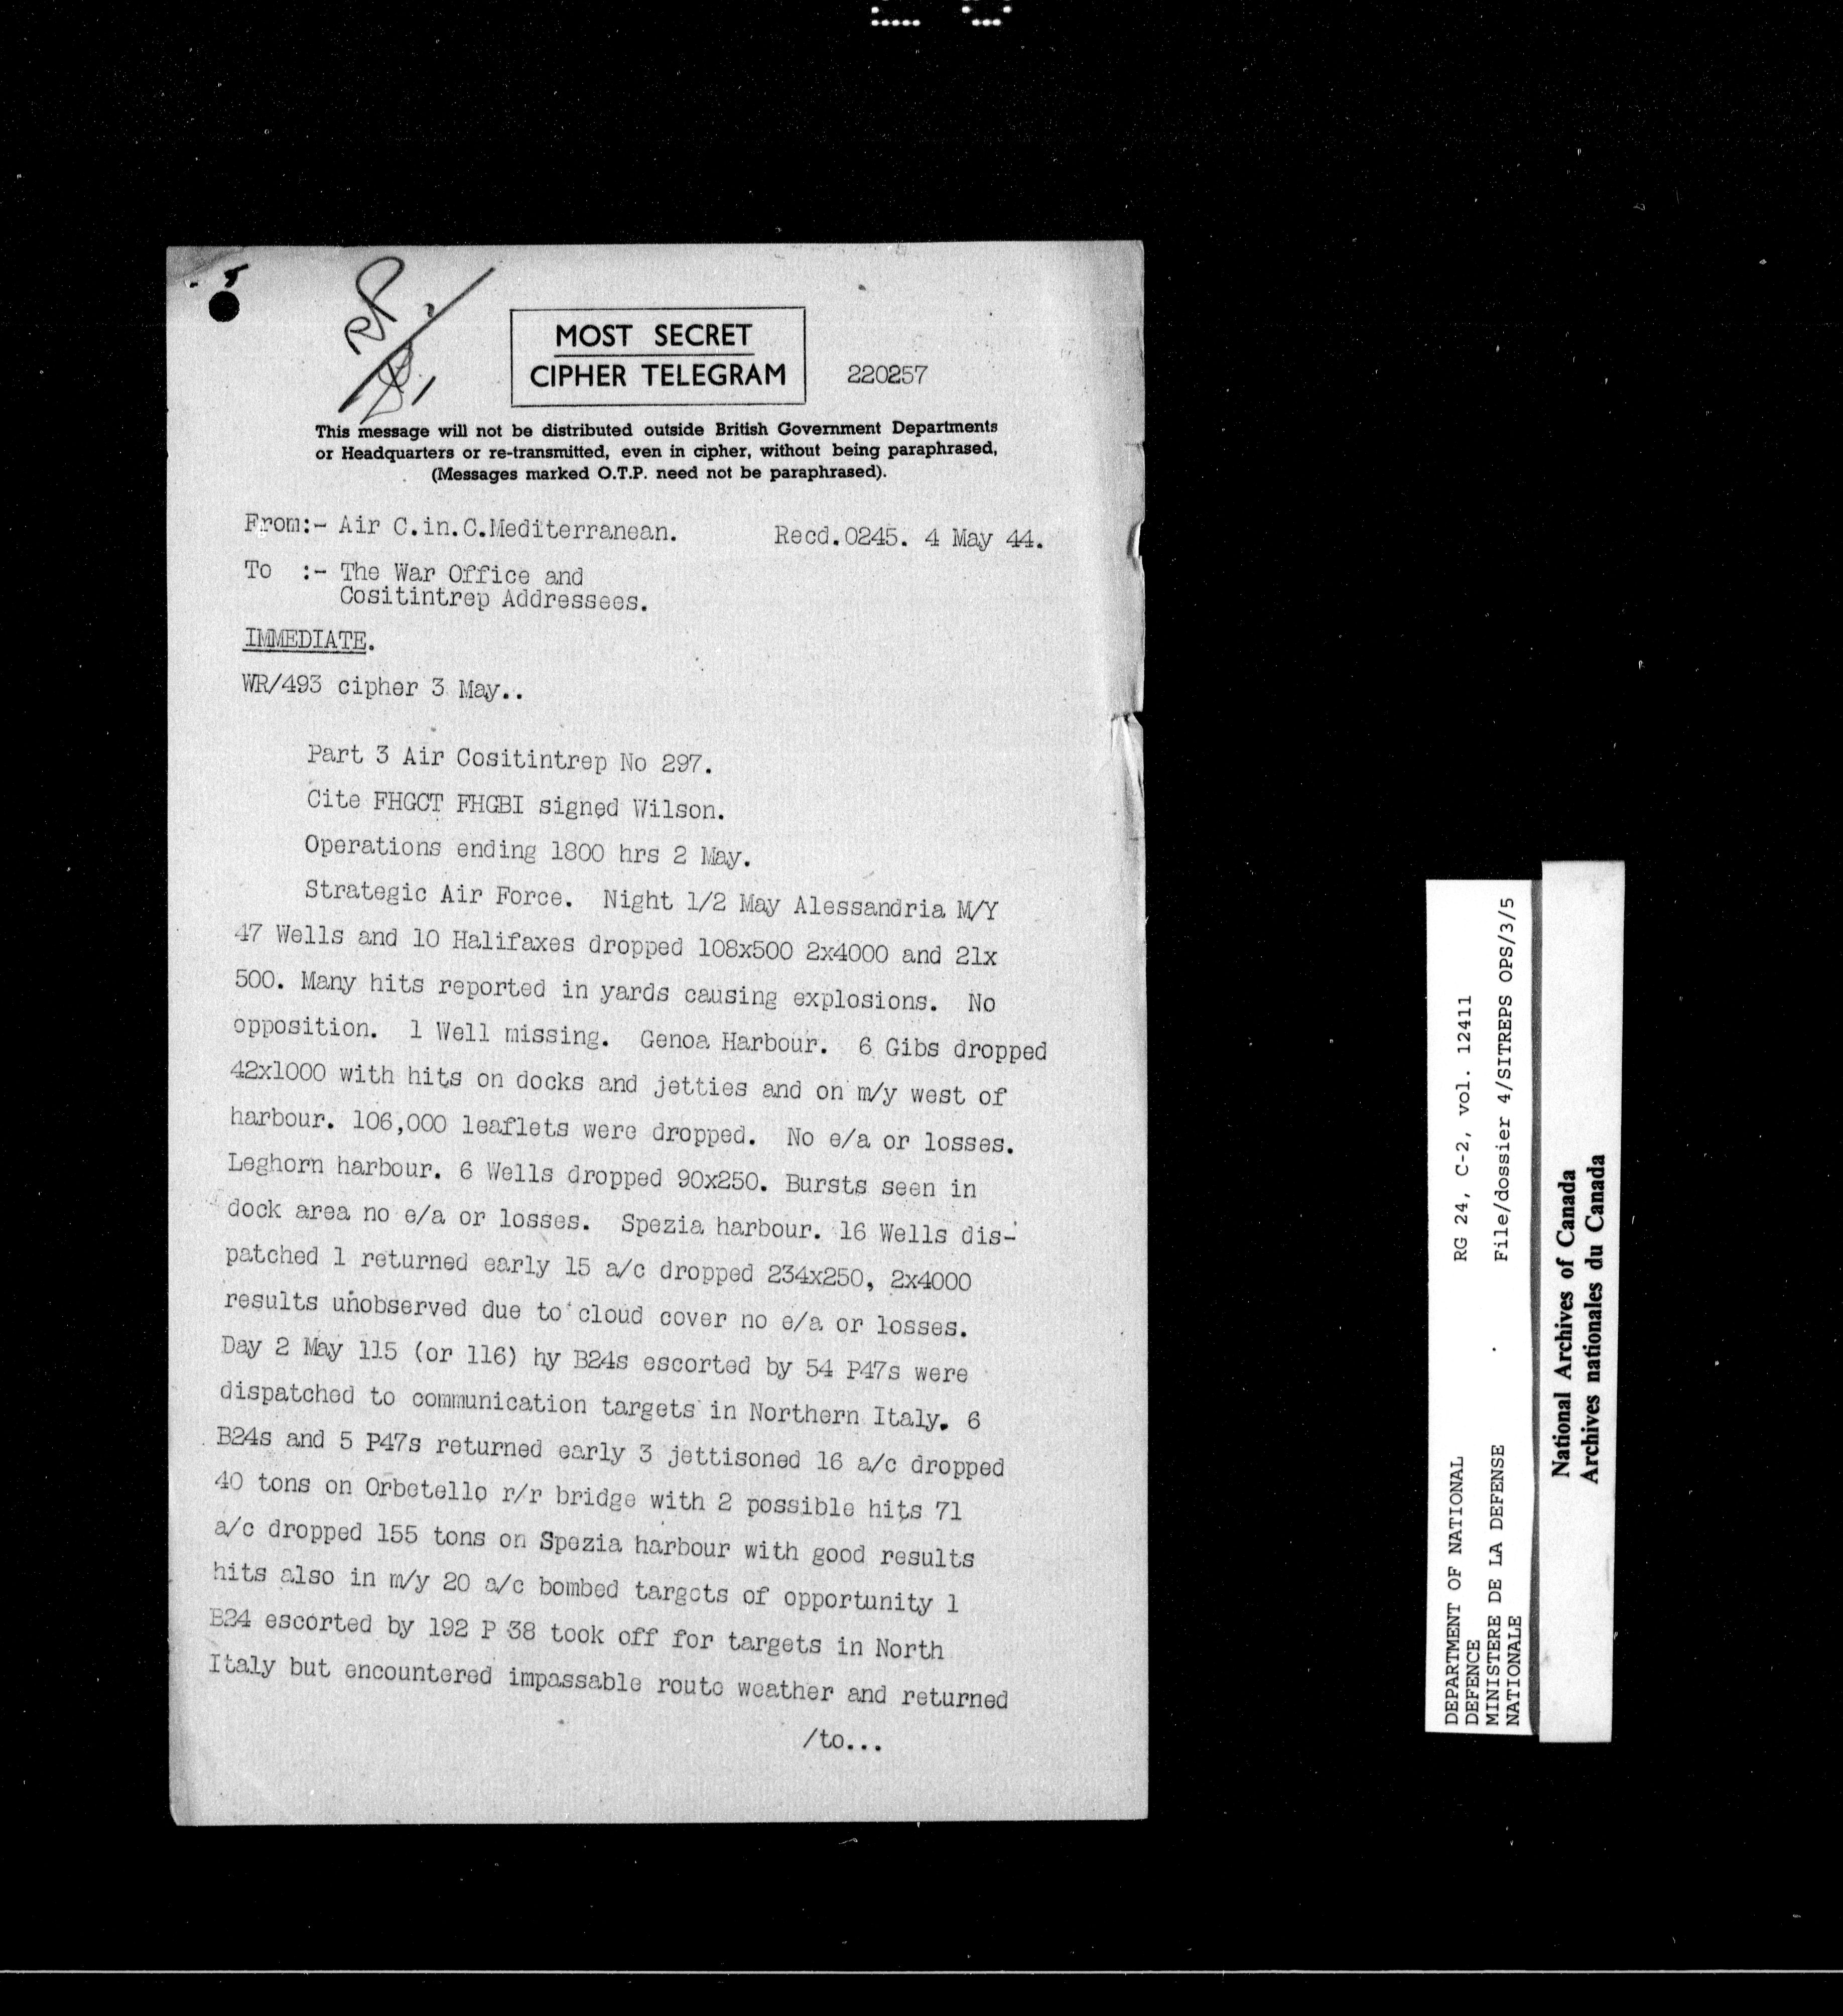 MOST SECRET
CIPHER TELEGRAM
220257
This message will not be distributed outside British Government Departments
or Headquarters or re-transmitted, even in cipher, without being paraphrased,
(Messages marked O.T.P. need not be paraphrased).
From:- Air C.in.C.Mediterranean. Recd.0245. 4 May 44.
To :- The War Office and
Cositintrep Addressees.
IMMEDIATE.
WR/493 cipher 3 May..
Part 3 Air Cositintrep No 297.
Cite FHGCT FHGBI signed Wilson.
Operations ending 1800 hrs 2 May.
Strategic Air Force. Night 1/2 May Alessandria M/Y
47 Wells and 10 Halifaxes dropped 108x500 2x4000 and 21x
500. Many hits reported in yards causing explosions. No
opposition. 1 Well missing. Genoa Harbour. 6 Gibs dropped
42x1000 with hits on docks and jetties and on m/y west of
harbour. 106,000 leaflets were dropped. No e/a or losses.
Leghorn harbour. 6 Wells dropped 90x250. Bursts seen in
dock area no e/a or losses. Spezia harbour. 16 Wells dis-
patched 1 returned early 15 a/c dropped 234x250, 2x4000
results unobserved due to cloud cover no e/a or losses.
Day 2 May 115 (or 116) hy B24s escorted by 54 P47s were
dispatched to communication targets in Northern Italy. 6
B24s and 5 P47s returned early 3 jettisoned 16 a/c dropped
40 tons on Orbetello r/r bridge with 2 possible hits 71
a/c dropped 155 tons on Spezia harbour with good results
hits also in m/y 20 a/c bombed targets of opportunity 1
B24 escorted by 192 P 38 took off for targets in North
Italy but encountered impassable route weather and returned
/to...
DEPARTMENT OF NATIONAL
DEFENCE
MINISTERE DE LA DEFENSE
NATIONALE
RG 24, C-2, vol. 12411
File/dossier 4/SITREPS OPS/3/5
National Archives of Canada
Archives nationales du Canada